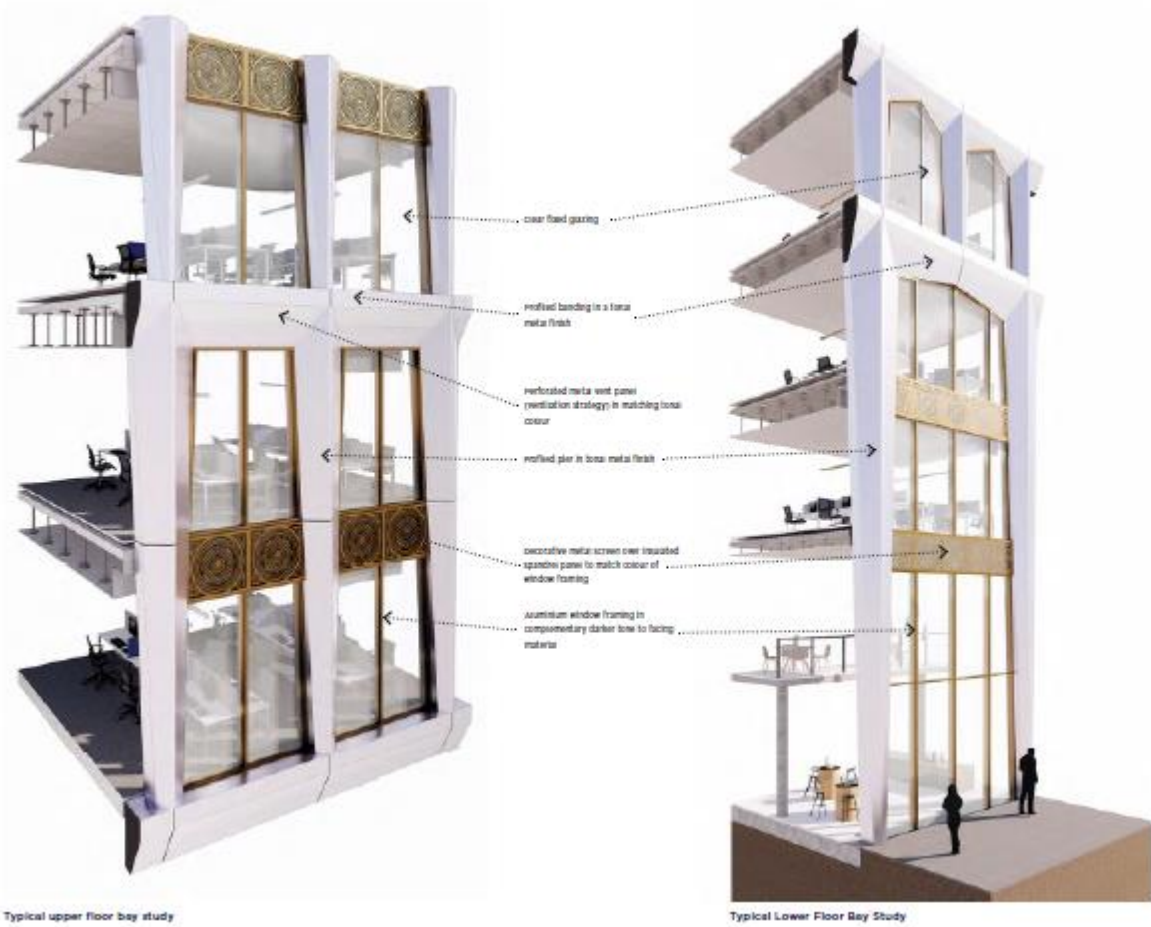 Clear fixed glazing
Profiled banding in a tonal
metal finish
Perforated metal vent panel
(ventilation strategy) in matching tonal
colour
Profiled pier in tonal metal finish
Decorative metal screen over insulated
spandrel panel to match colour of
window framing
Aluminium window framing in
complementary darker tone to facing
material
Typical upper floor bay study
Typical Lower Floor Bay Study